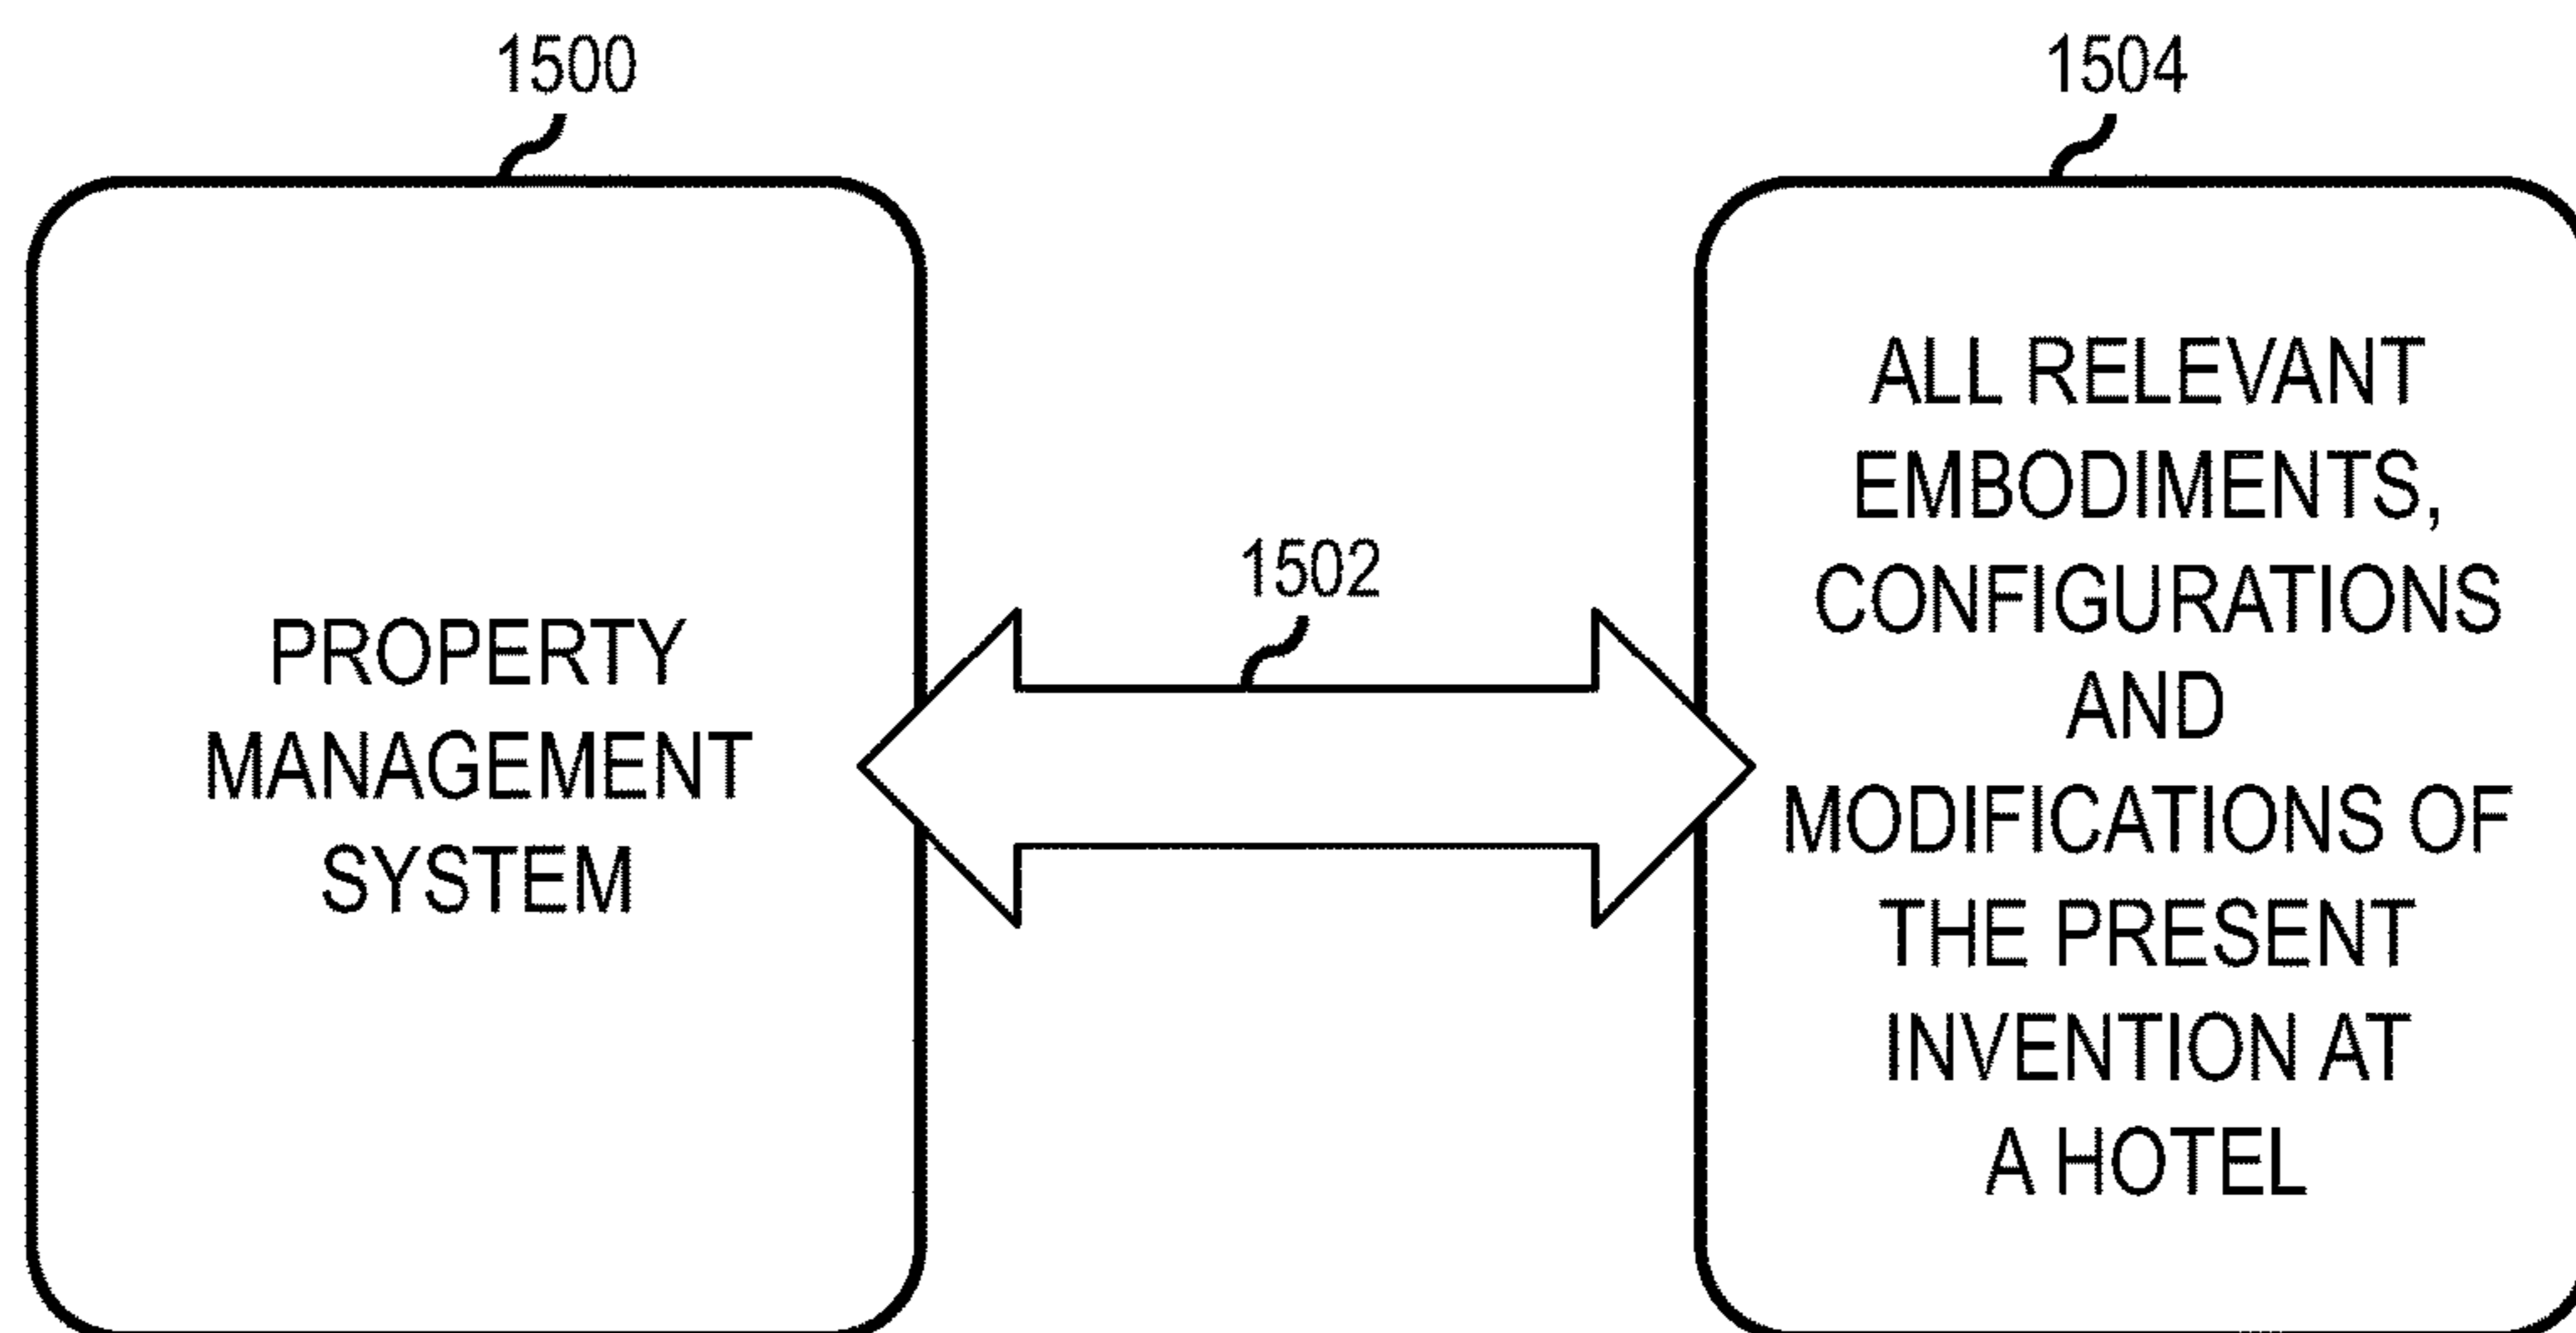 1500
1504
1502
PROPERTY
MANAGEMENT
SYSTEM
ALL RELEVANT
EMBODIMENTS,
CONFIGURATIONS
AND
MODIFICATIONS OF
THE PRESENT
INVENTION AT
A HOTEL